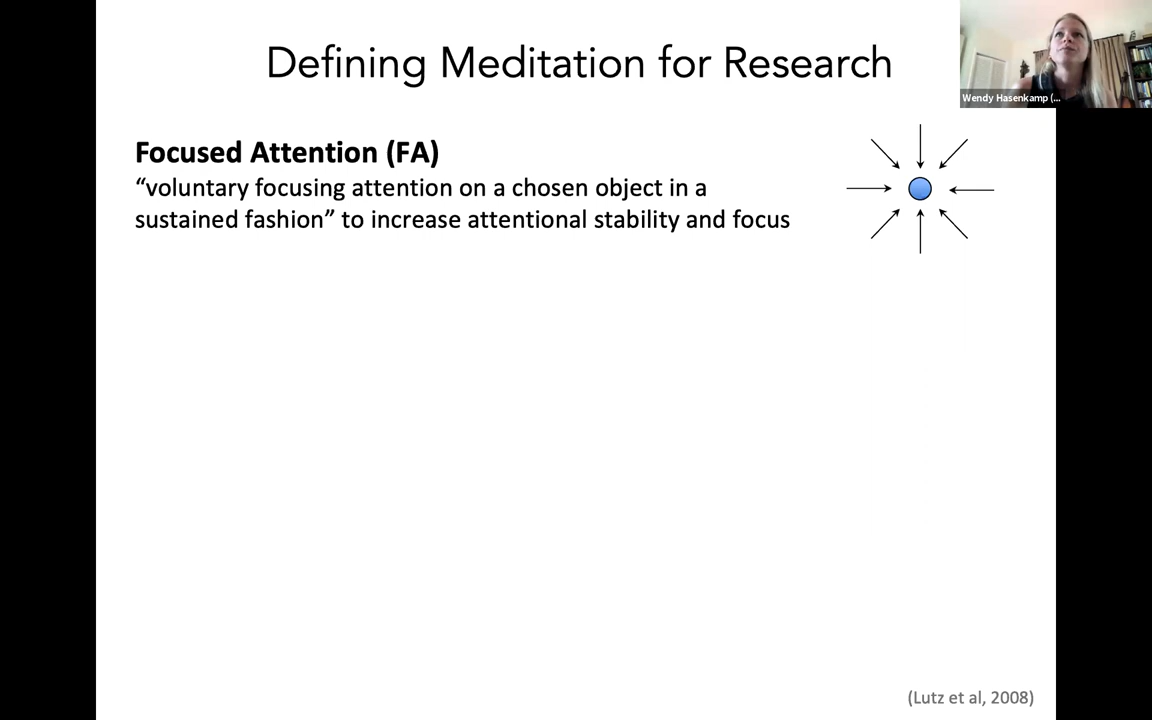 Defining Meditation for Research
Wendy Hasenkamp (...
Focused Attention (FA)
“voluntary focusing attention on a chosen object in a
sustained fashion” to increase attentional stability and focus
(Lutz et al, 2008)